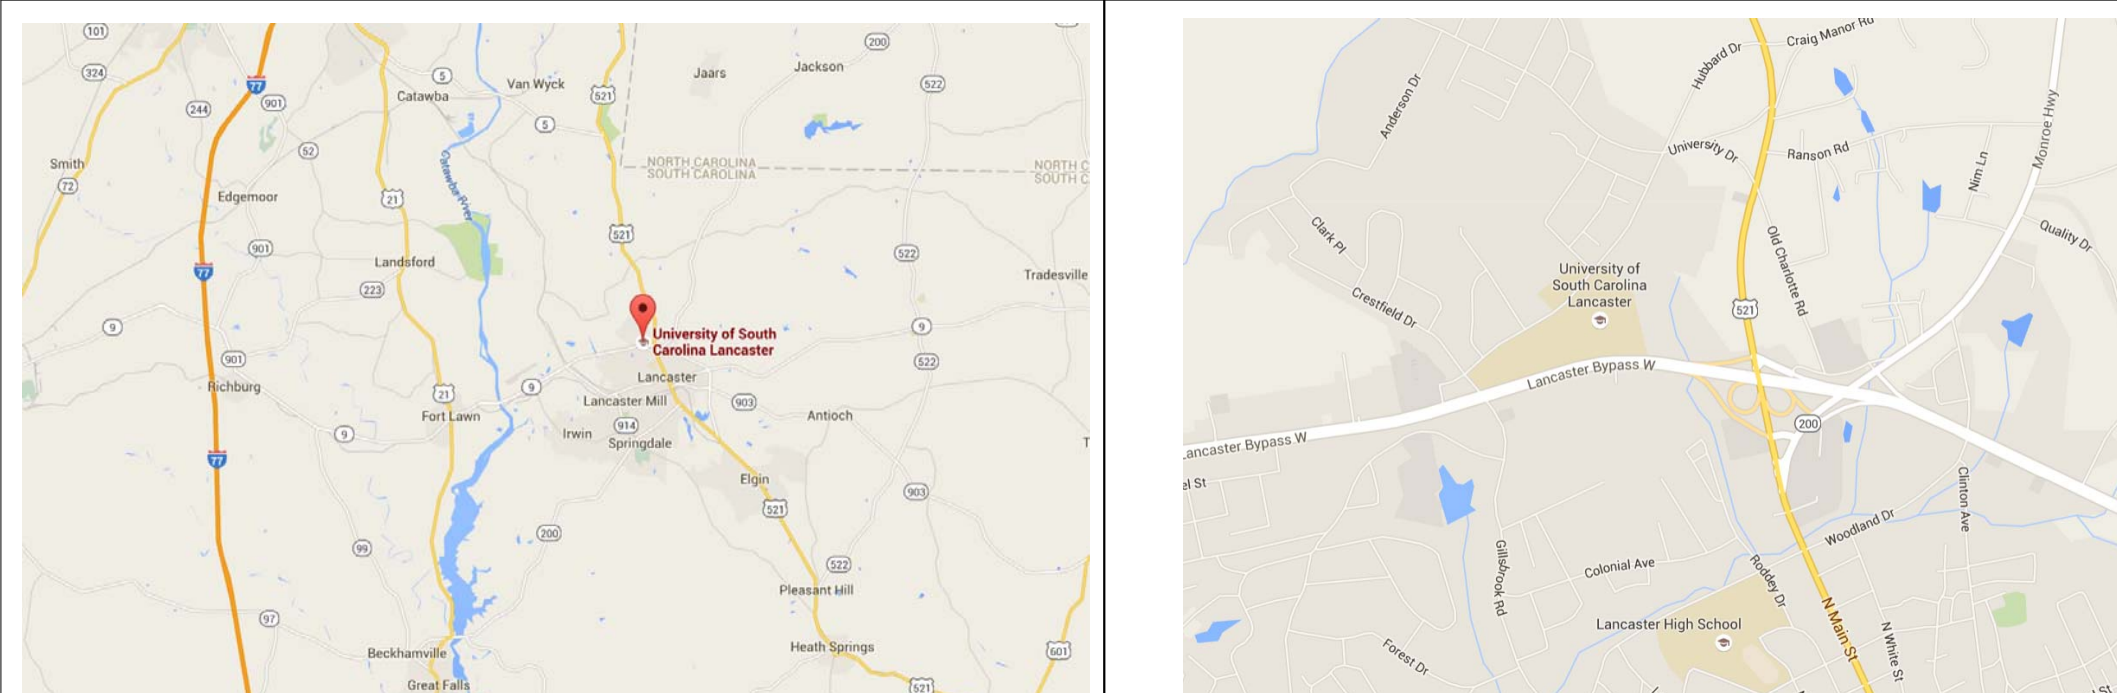 101
200
324
77
5
Van Wyck
Jaars
Jackson
522
244
901
Catawba
521
5
52
Smith
72
Catawba River
NORTH CAROLINA
SOUTH CAROLINA
NORTH C
SOUTH C
Edgemoor
21
901
521
522
Landsford
77
Tradesville
223
9
University of South
Carolina Lancaster
9
901
522
Richburg
Lancaster
21
9
Lancaster Mill
903
Fort Lawn
Antioch
914
9
Irwin
Springdale
T
77
Elgin
903
521
200
99
522
Pleasant Hill
97
Beckhamville
Heath Springs
601
Great Falls
521
Craig Manor Rd
Hubbard Dr
Anderson Dr
Monroe Hwy
University Dr
Ranson Rd
Nim Ln
Clark Pl
Quality Dr
Old Charlotte Rd
University of
South Carolina
Lancaster
Crestfield Dr
521
Lancaster Bypass W
200
Lancaster Bypass W
el St
Clinton Ave
Woodland Dr
Gillsbrook Rd
Colonial Ave
Roddey Dr
Lancaster High School
N Main St
N White St
Forest Dr
St